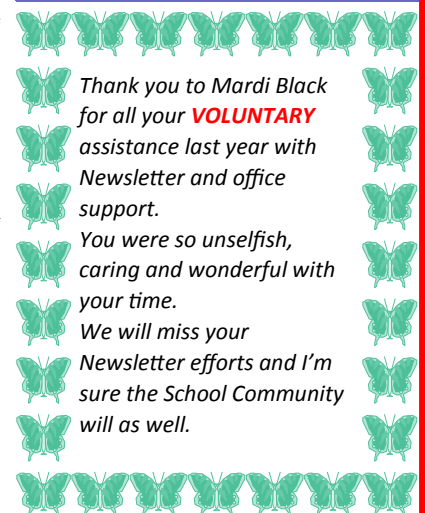 Thank you to Mardi Black
for all your VOLUNTARY
assistance last year with
Newsletter and office
support.
You were so unselfish,
caring and wonderful with
your time.
We will miss your
Newsletter efforts and I’m
sure the School Community
will as well.